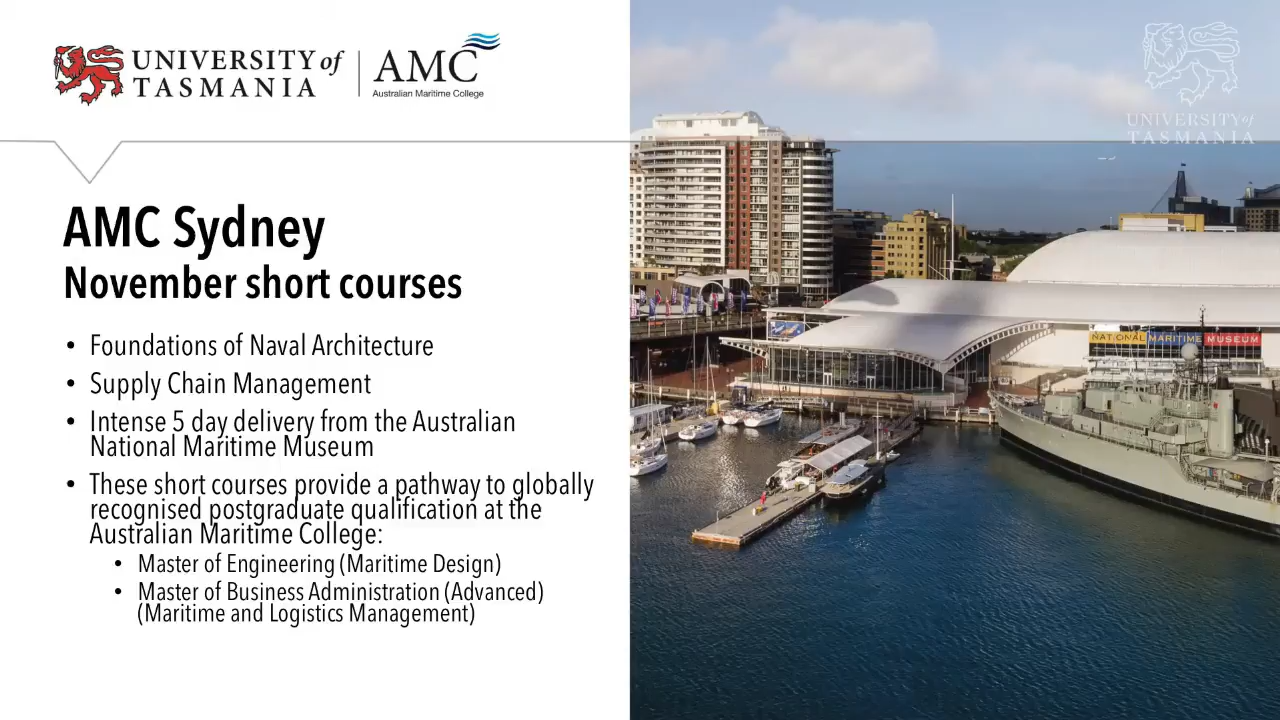 UNIVERSITY of
TASMANIA
AMC
Australian Maritime College
UNIVERSITY of
TASMANIA
AMC Sydney
November short courses
• Foundations of Naval Architecture
• Supply Chain Management
• Intense 5 day delivery from the Australian
National Maritime Museum
• These short courses provide a pathway to globally
recognised postgraduate qualification at the
Australian Maritime College:
• Master of Engineering (Maritime Design)
• Master of Business Administration (Advanced)
(Maritime and Logistics Management)
NATIONAL MARITIME MUSEUM